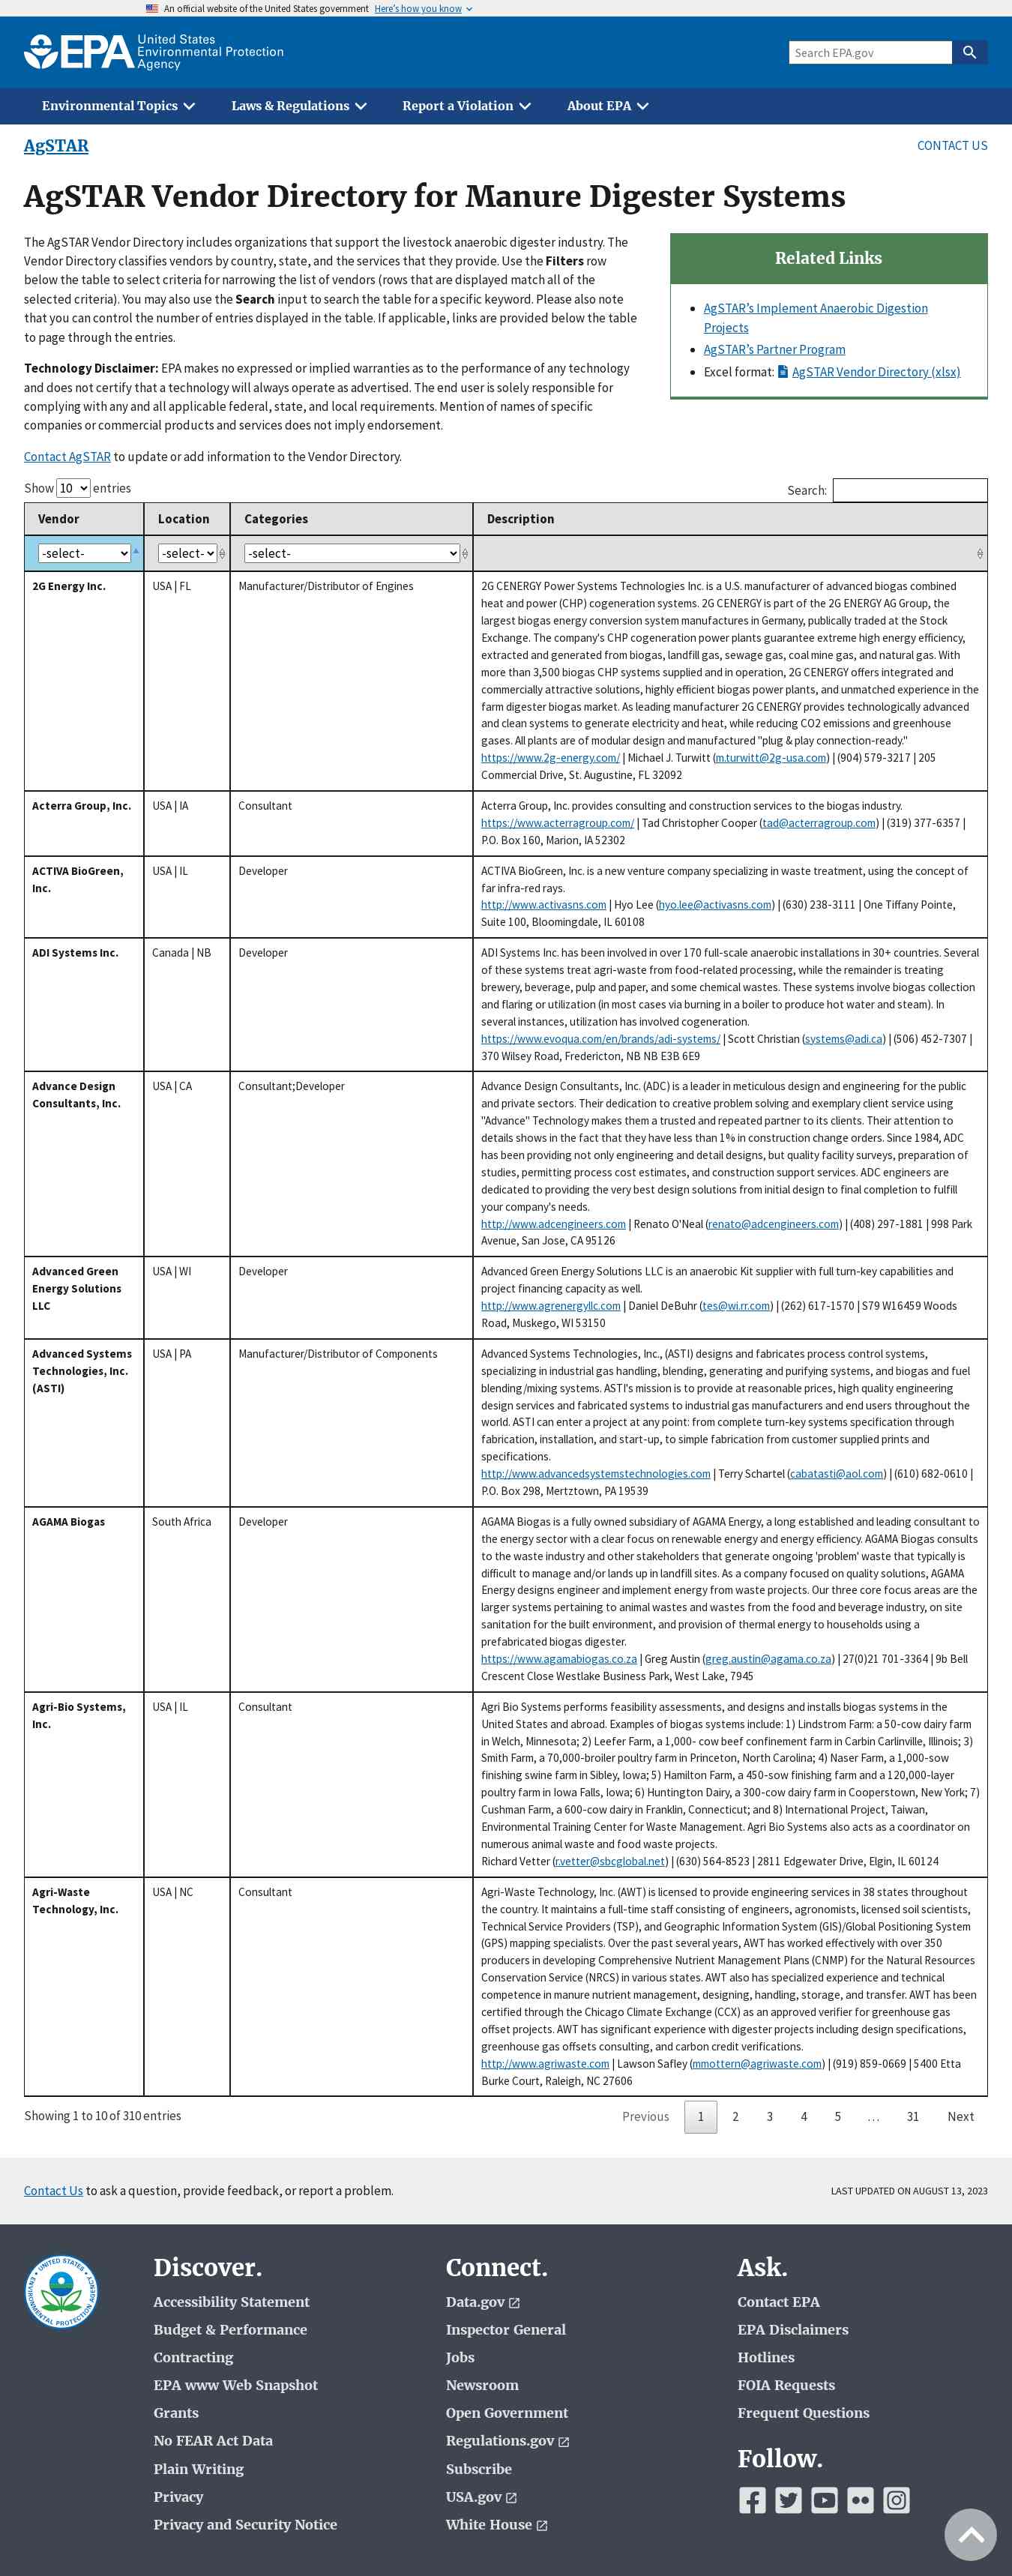 An official website of the United States government Here’s how you know
EPA United States
Environmental Protection
Agency
Search EPA.gov
Environmental Topics Laws & Regulations Report a Violation About EPA
AgSTAR CONTACT US
AgSTAR Vendor Directory for Manure Digester Systems
The AgSTAR Vendor Directory includes organizations that support the livestock anaerobic digester industry. The
Vendor Directory classifies vendors by country, state, and the services that they provide. Use the Filters row
below the table to select criteria for narrowing the list of vendors (rows that are displayed match all of the
selected criteria). You may also use the Search input to search the table for a specific keyword. Please also note
that you can control the number of entries displayed in the table. If applicable, links are provided below the table
to page through the entries.
Technology Disclaimer: EPA makes no expressed or implied warranties as to the performance of any technology
and does not certify that a technology will always operate as advertised. The end user is solely responsible for
complying with any and all applicable federal, state, and local requirements. Mention of names of specific
companies or commercial products and services does not imply endorsement.
Contact AgSTAR to update or add information to the Vendor Directory.
Related Links
AgSTAR’s Implement Anaerobic Digestion
Projects
AgSTAR’s Partner Program
Excel format: AgSTAR Vendor Directory (xlsx)
Show 10 entries
Search:
Vendor Location Categories Description
-select- -select- -select-
2G Energy Inc.
USA | FL
Manufacturer/Distributor of Engines
2G CENERGY Power Systems Technologies Inc. is a U.S. manufacturer of advanced biogas combined
heat and power (CHP) cogeneration systems. 2G CENERGY is part of the 2G ENERGY AG Group, the
largest biogas energy conversion system manufactures in Germany, publically traded at the Stock
Exchange. The company's CHP cogeneration power plants guarantee extreme high energy efficiency,
extracted and generated from biogas, landfill gas, sewage gas, coal mine gas, and natural gas. With
more than 3,500 biogas CHP systems supplied and in operation, 2G CENERGY offers integrated and
commercially attractive solutions, highly efficient biogas power plants, and unmatched experience in the
farm digester biogas market. As leading manufacturer 2G CENERGY provides technologically advanced
and clean systems to generate electricity and heat, while reducing CO2 emissions and greenhouse
gases. All plants are of modular design and manufactured "plug & play connection-ready."
https://www.2g-energy.com/ | Michael J. Turwitt (m.turwitt@2g-usa.com) | (904) 579-3217 | 205
Commercial Drive, St. Augustine, FL 32092
Acterra Group, Inc.
USA | IA
Consultant
Acterra Group, Inc. provides consulting and construction services to the biogas industry.
https://www.acterragroup.com/ | Tad Christopher Cooper (tad@acterragroup.com) | (319) 377-6357 |
P.O. Box 160, Marion, IA 52302
ACTIVA BioGreen,
Inc.
USA | IL
Developer
ACTIVA BioGreen, Inc. is a new venture company specializing in waste treatment, using the concept of
far infra-red rays.
http://www.activasns.com | Hyo Lee (hyo.lee@activasns.com) | (630) 238-3111 | One Tiffany Pointe,
Suite 100, Bloomingdale, IL 60108
ADI Systems Inc.
Canada | NB
Developer
ADI Systems Inc. has been involved in over 170 full-scale anaerobic installations in 30+ countries. Several
of these systems treat agri-waste from food-related processing, while the remainder is treating
brewery, beverage, pulp and paper, and some chemical wastes. These systems involve biogas collection
and flaring or utilization (in most cases via burning in a boiler to produce hot water and steam). In
several instances, utilization has involved cogeneration.
https://www.evoqua.com/en/brands/adi-systems/ | Scott Christian (systems@adi.ca) | (506) 452-7307 |
370 Wilsey Road, Fredericton, NB NB E3B 6E9
Advance Design
Consultants, Inc.
USA | CA
Consultant;Developer
Advance Design Consultants, Inc. (ADC) is a leader in meticulous design and engineering for the public
and private sectors. Their dedication to creative problem solving and exemplary client service using
"Advance" Technology makes them a trusted and repeated partner to its clients. Their attention to
details shows in the fact that they have less than 1% in construction change orders. Since 1984, ADC
has been providing not only engineering and detail designs, but quality facility surveys, preparation of
studies, permitting process cost estimates, and construction support services. ADC engineers are
dedicated to providing the very best design solutions from initial design to final completion to fulfill
your company's needs.
http://www.adcengineers.com | Renato O'Neal (renato@adcengineers.com) | (408) 297-1881 | 998 Park
Avenue, San Jose, CA 95126
Advanced Green
Energy Solutions
LLC
USA | WI
Developer
Advanced Green Energy Solutions LLC is an anaerobic Kit supplier with full turn-key capabilities and
project financing capacity as well.
http://www.agrenergyllc.com | Daniel DeBuhr (tes@wi.rr.com) | (262) 617-1570 | S79 W16459 Woods
Road, Muskego, WI 53150
Advanced Systems
Technologies, Inc.
(ASTI)
USA | PA
Manufacturer/Distributor of Components
Advanced Systems Technologies, Inc., (ASTI) designs and fabricates process control systems,
specializing in industrial gas handling, blending, generating and purifying systems, and biogas and fuel
blending/mixing systems. ASTI's mission is to provide at reasonable prices, high quality engineering
design services and fabricated systems to industrial gas manufacturers and end users throughout the
world. ASTI can enter a project at any point: from complete turn-key systems specification through
fabrication, installation, and start-up, to simple fabrication from customer supplied prints and
specifications.
http://www.advancedsystemstechnologies.com | Terry Schartel (cabatasti@aol.com) | (610) 682-0610 |
P.O. Box 298, Mertztown, PA 19539
AGAMA Biogas
South Africa
Developer
AGAMA Biogas is a fully owned subsidiary of AGAMA Energy, a long established and leading consultant to
the energy sector with a clear focus on renewable energy and energy efficiency. AGAMA Biogas consults
to the waste industry and other stakeholders that generate ongoing 'problem' waste that typically is
difficult to manage and/or lands up in landfill sites. As a company focused on quality solutions, AGAMA
Energy designs engineer and implement energy from waste projects. Our three core focus areas are the
larger systems pertaining to animal wastes and wastes from the food and beverage industry, on site
sanitation for the built environment, and provision of thermal energy to households using a
prefabricated biogas digester.
https://www.agamabiogas.co.za | Greg Austin (greg.austin@agama.co.za) | 27(0)21 701-3364 | 9b Bell
Crescent Close Westlake Business Park, West Lake, 7945
Agri-Bio Systems,
Inc.
USA | IL
Consultant
Agri Bio Systems performs feasibility assessments, and designs and installs biogas systems in the
United States and abroad. Examples of biogas systems include: 1) Lindstrom Farm: a 50-cow dairy farm
in Welch, Minnesota; 2) Leefer Farm, a 1,000- cow beef confinement farm in Carbin Carlinville, Illinois; 3)
Smith Farm, a 70,000-broiler poultry farm in Princeton, North Carolina; 4) Naser Farm, a 1,000-sow
finishing swine farm in Sibley, Iowa; 5) Hamilton Farm, a 450-sow finishing farm and a 120,000-layer
poultry farm in Iowa Falls, Iowa; 6) Huntington Dairy, a 300-cow dairy farm in Cooperstown, New York; 7)
Cushman Farm, a 600-cow dairy in Franklin, Connecticut; and 8) International Project, Taiwan,
Environmental Training Center for Waste Management. Agri Bio Systems also acts as a coordinator on
numerous animal waste and food waste projects.
Richard Vetter (r.vetter@sbcglobal.net) | (630) 564-8523 | 2811 Edgewater Drive, Elgin, IL 60124
Agri-Waste
Technology, Inc.
USA | NC
Consultant
Agri-Waste Technology, Inc. (AWT) is licensed to provide engineering services in 38 states throughout
the country. It maintains a full-time staff consisting of engineers, agronomists, licensed soil scientists,
Technical Service Providers (TSP), and Geographic Information System (GIS)/Global Positioning System
(GPS) mapping specialists. Over the past several years, AWT has worked effectively with over 350
producers in developing Comprehensive Nutrient Management Plans (CNMP) for the Natural Resources
Conservation Service (NRCS) in various states. AWT also has specialized experience and technical
competence in manure nutrient management, designing, handling, storage, and transfer. AWT has been
certified through the Chicago Climate Exchange (CCX) as an approved verifier for greenhouse gas
offset projects. AWT has significant experience with digester projects including design specifications,
greenhouse gas offsets consulting, and carbon credit verifications.
http://www.agriwaste.com | Lawson Safley (mmottern@agriwaste.com) | (919) 859-0669 | 5400 Etta
Burke Court, Raleigh, NC 27606
Showing 1 to 10 of 310 entries
Previous 1 2 3 4 5 … 31 Next
Contact Us to ask a question, provide feedback, or report a problem.
LAST UPDATED ON AUGUST 13, 2023
UNITED STATES
ENVIRONMENTAL PROTECTION AGENCY
Discover.
Accessibility Statement
Budget & Performance
Contracting
EPA www Web Snapshot
Grants
No FEAR Act Data
Plain Writing
Privacy
Privacy and Security Notice
Connect.
Data.gov
Inspector General
Jobs
Newsroom
Open Government
Regulations.gov
Subscribe
USA.gov
White House
Ask.
Contact EPA
EPA Disclaimers
Hotlines
FOIA Requests
Frequent Questions
Follow.